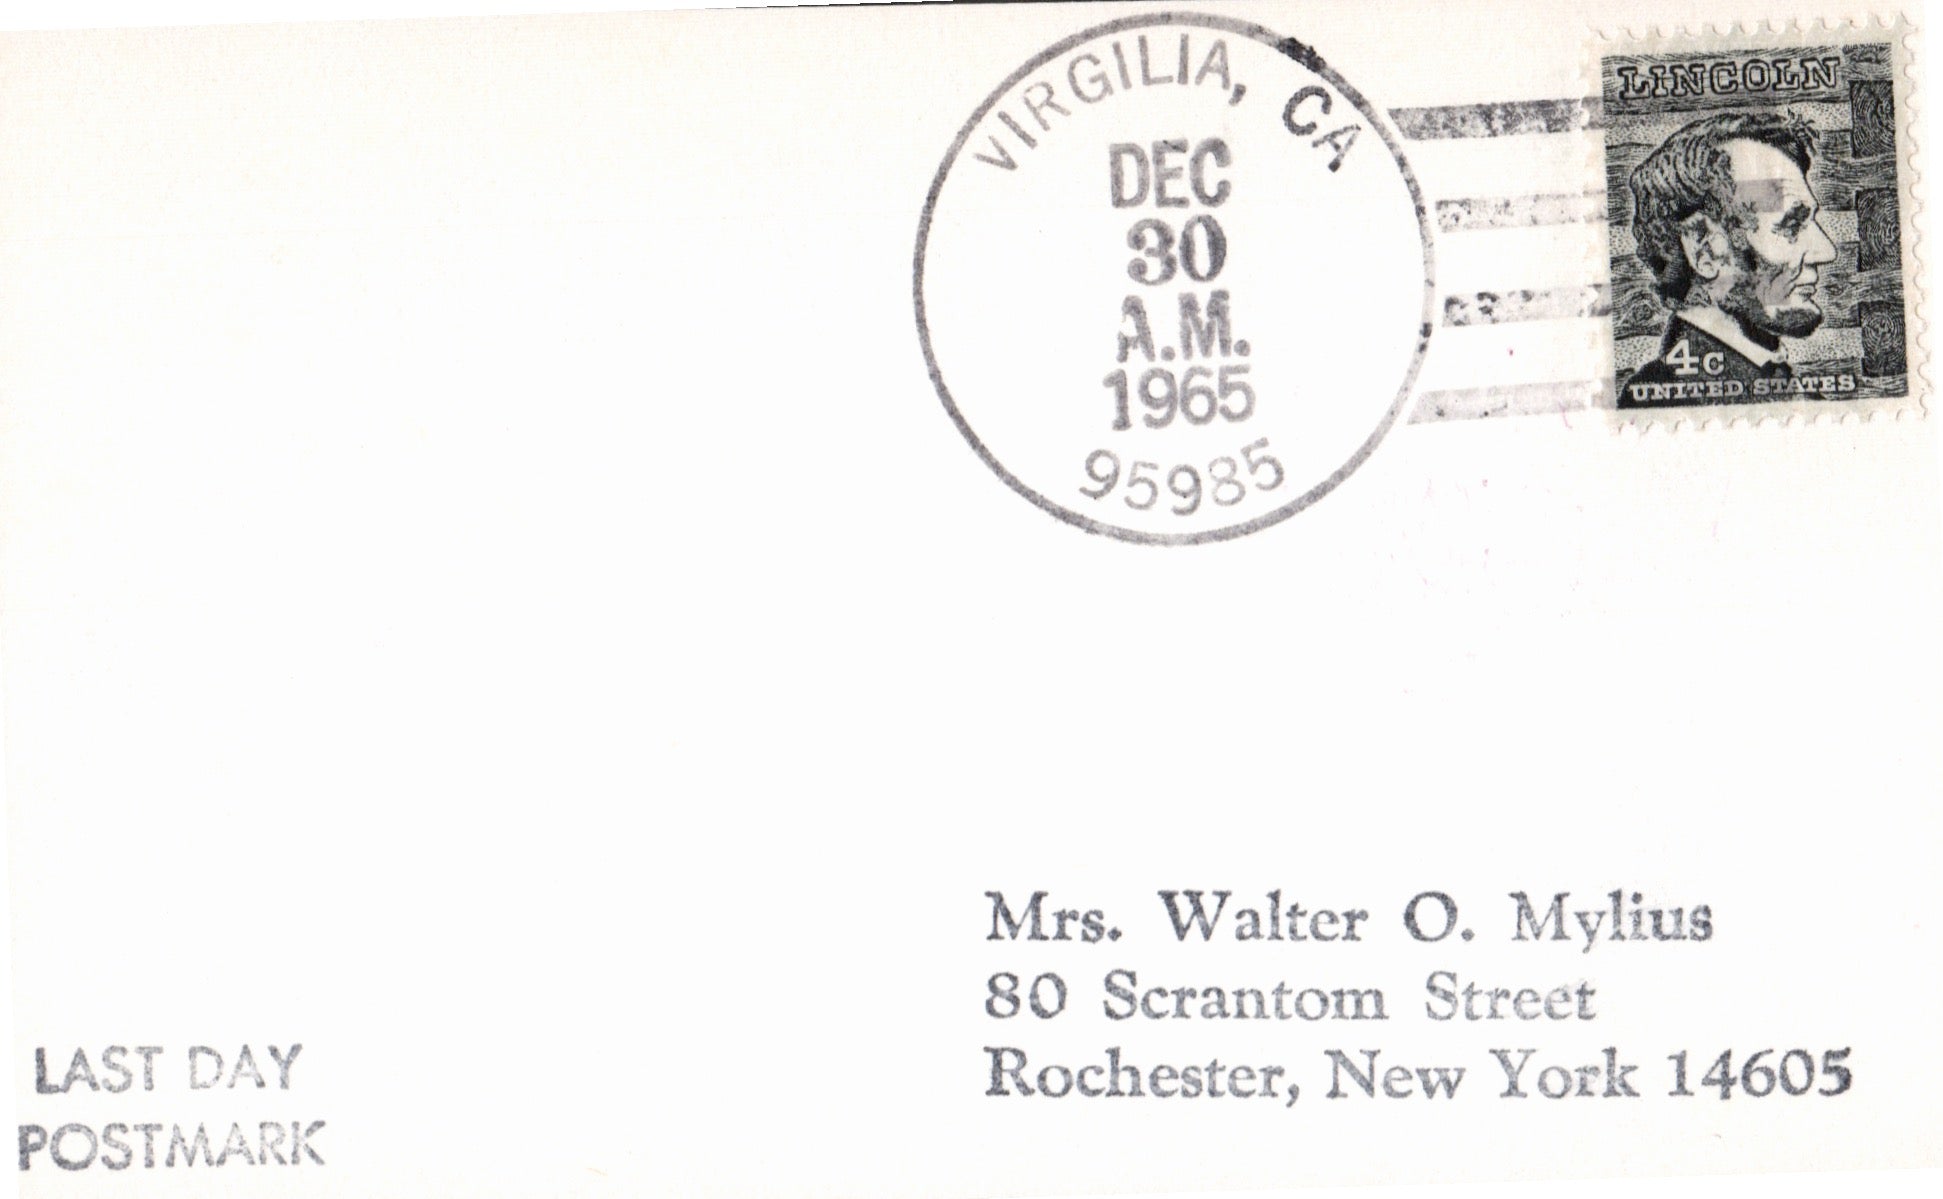 VIRGILIA, CA
DEC
30
A.M.
1965
95985
LINCOLN
4c
UNITED STATES
Mrs. Walter O. Mylius
80 Scrantom Street
Rochester, New York 14605
LAST DAY
POSTMARK